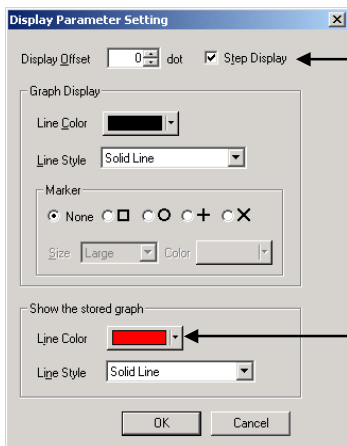 Display Parameter Setting
Display Offset 0 dot Step Display
Graph Display
Line Color
Line Style Solid Line
Marker
None
Size Large Color
Show the stored graph
Line Color
Line Style Solid Line
OK Cancel